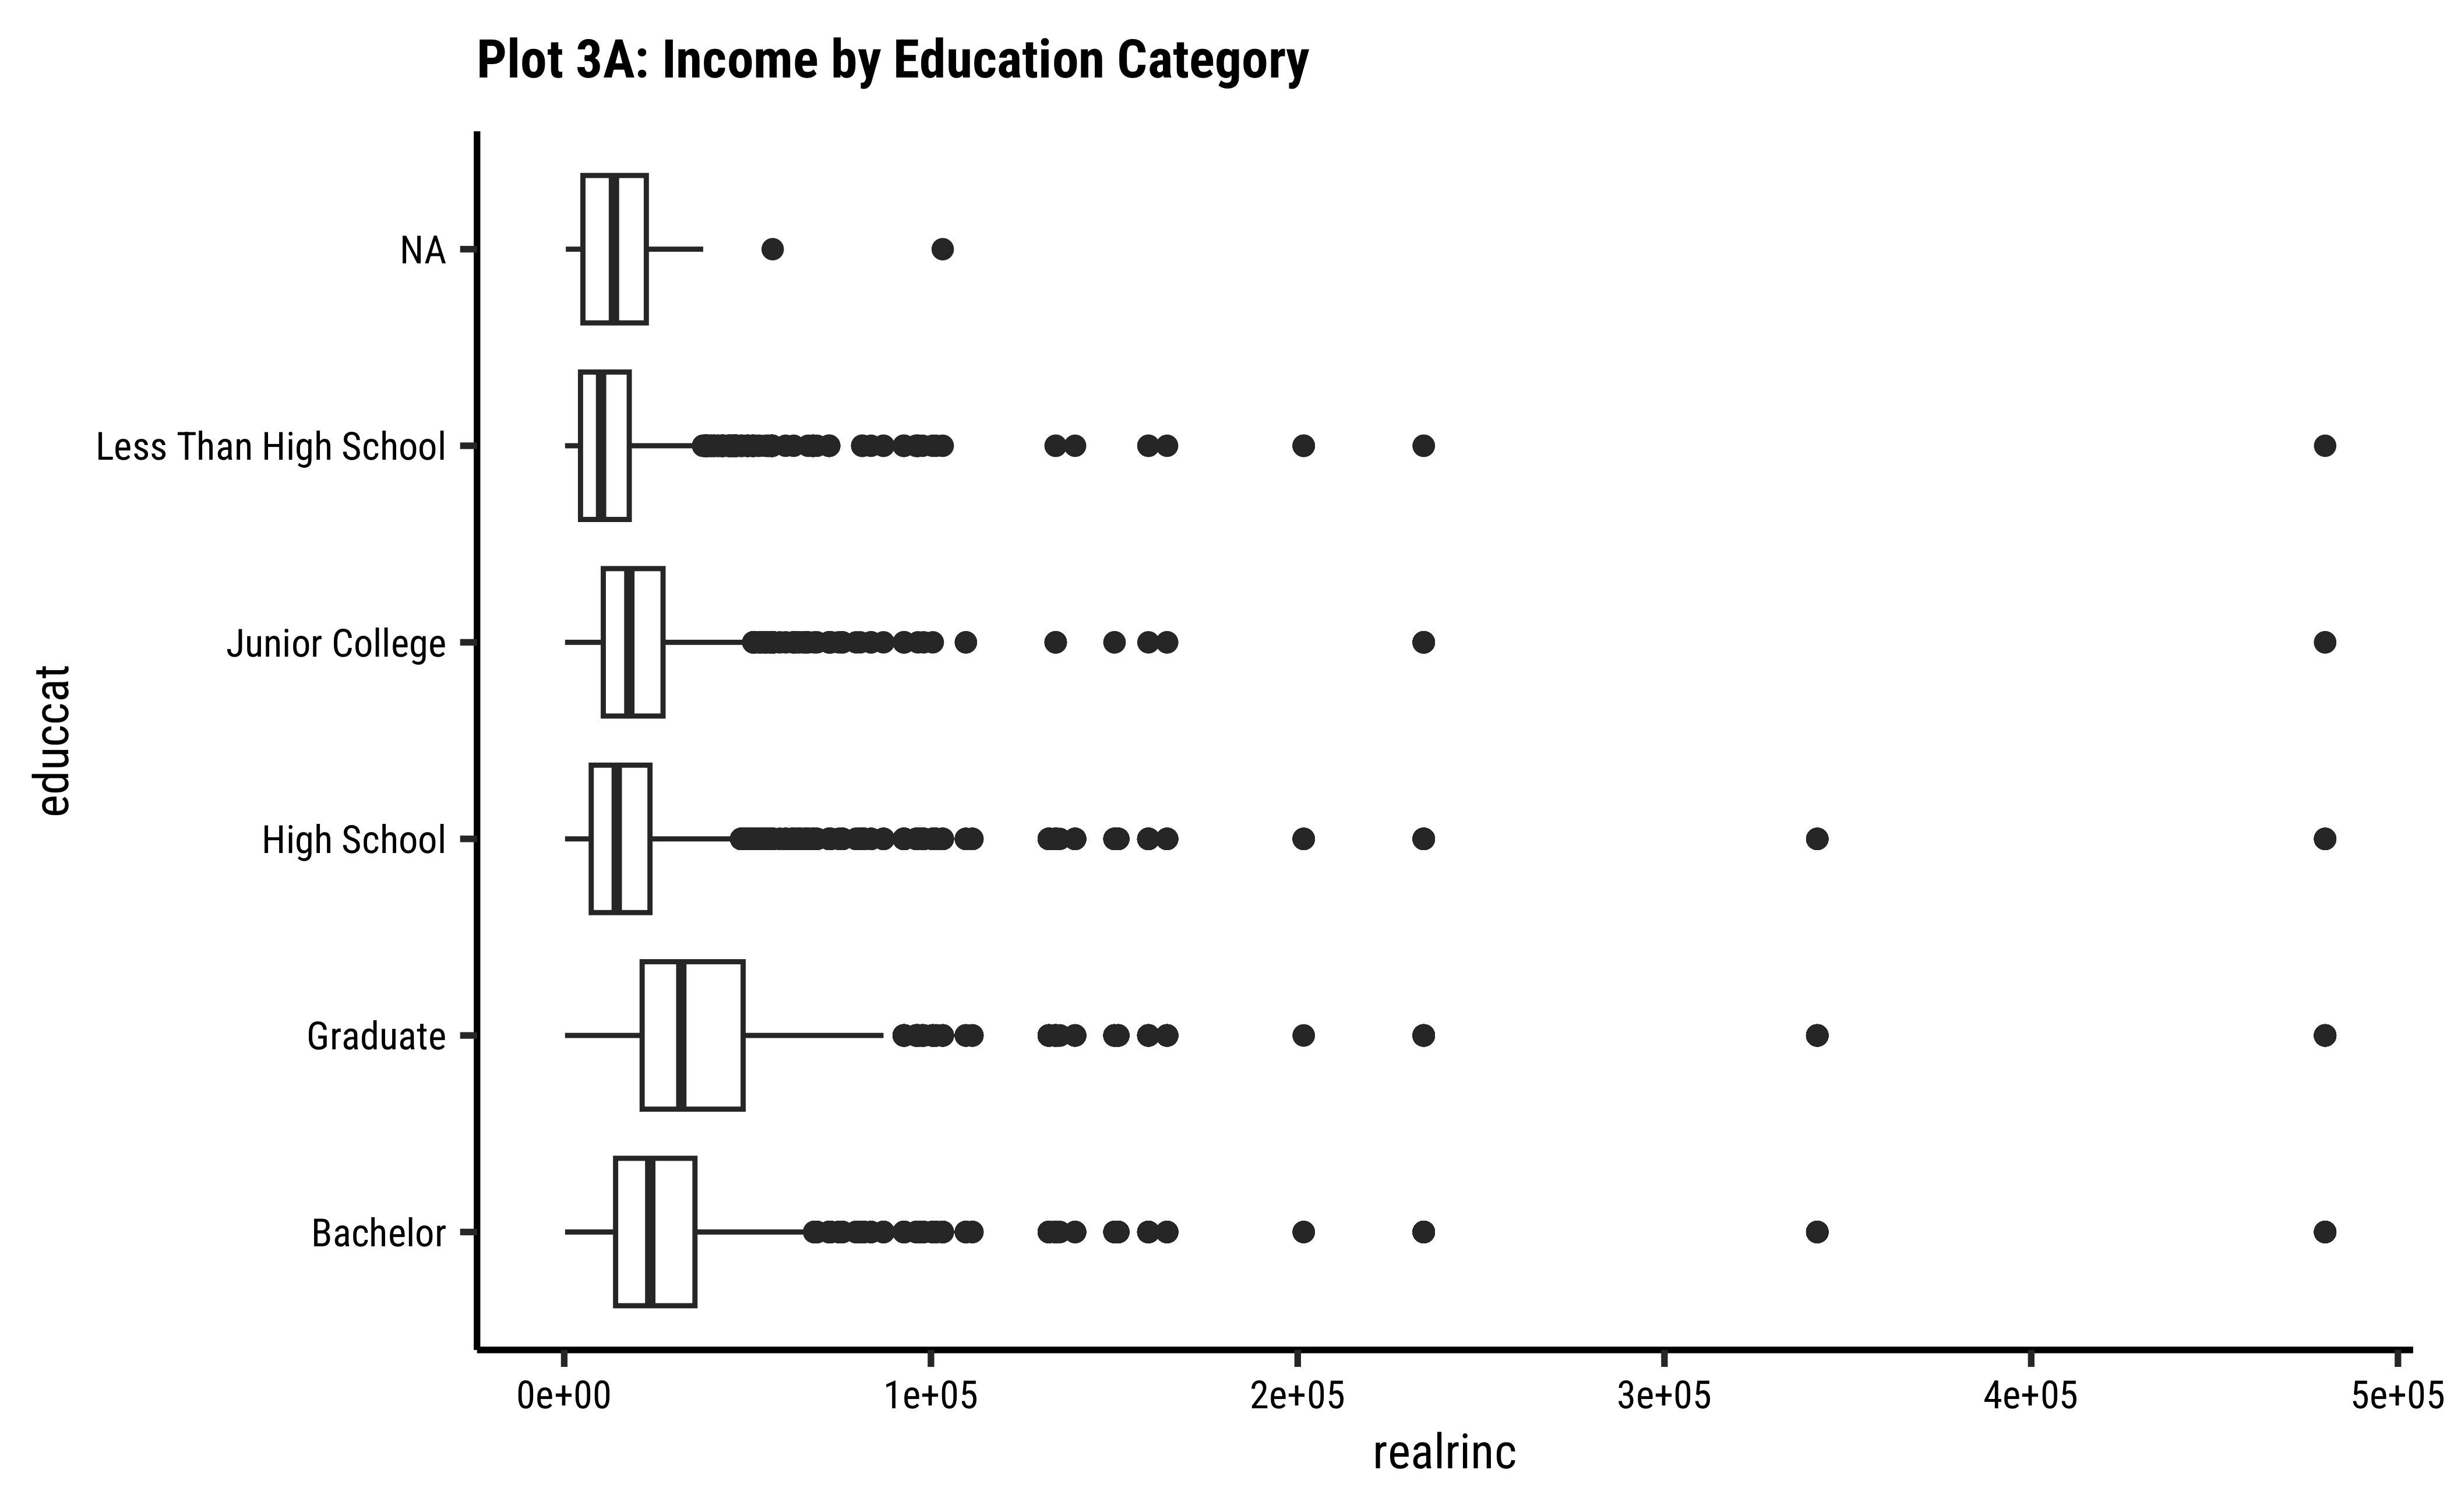 Plot 3A: Income by Education Category
NA
Less Than High School
Junior College
High School
Graduate
Bachelor
educcat
0e+00 1e+05 2e+05 3e+05 4e+05 5e+05
realrinc